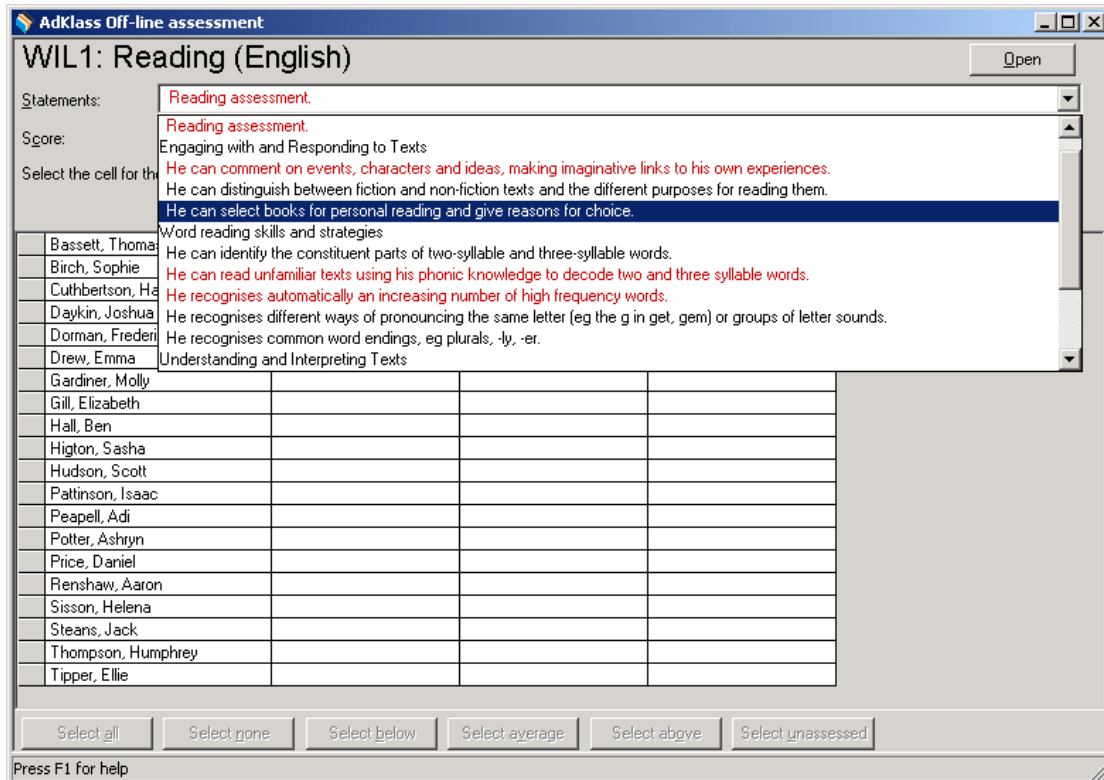 AdKlass Off-line assessment
WIL1: Reading (English)
Open
Statements:
Reading assessment.
Score:
Select the cell for th
Reading assessment.
Engaging with and Responding to Texts
He can comment on events, characters and ideas, making imaginative links to his own experiences.
He can distinguish between fiction and non-fiction texts and the different purposes for reading them.
He can select books for personal reading and give reasons for choice.
Word reading skills and strategies
He can identify the constituent parts of two-syllable and three-syllable words.
He can read unfamiliar texts using his phonic knowledge to decode two and three syllable words.
He recognises automatically an increasing number of high frequency words.
He recognises different ways of pronouncing the same letter (eg the g in get, gem) or groups of letter sounds.
He recognises common word endings, eg plurals, -ly, -er.
Understanding and Interpreting Texts
Bassett, Thoma
Birch, Sophie
Cuthbertson, Ha
Daykin, Joshua
Dorman, Frederi
Drew, Emma
Gardiner, Molly
Gill, Elizabeth
Hall, Ben
Higton, Sasha
Hudson, Scott
Pattinson, Isaac
Peapell, Adi
Potter, Ashryn
Price, Daniel
Renshaw, Aaron
Sisson, Helena
Steans, Jack
Thompson, Humphrey
Tipper, Ellie
Select all
Select none
Select below
Select average
Select above
Select unassessed
Press F1 for help